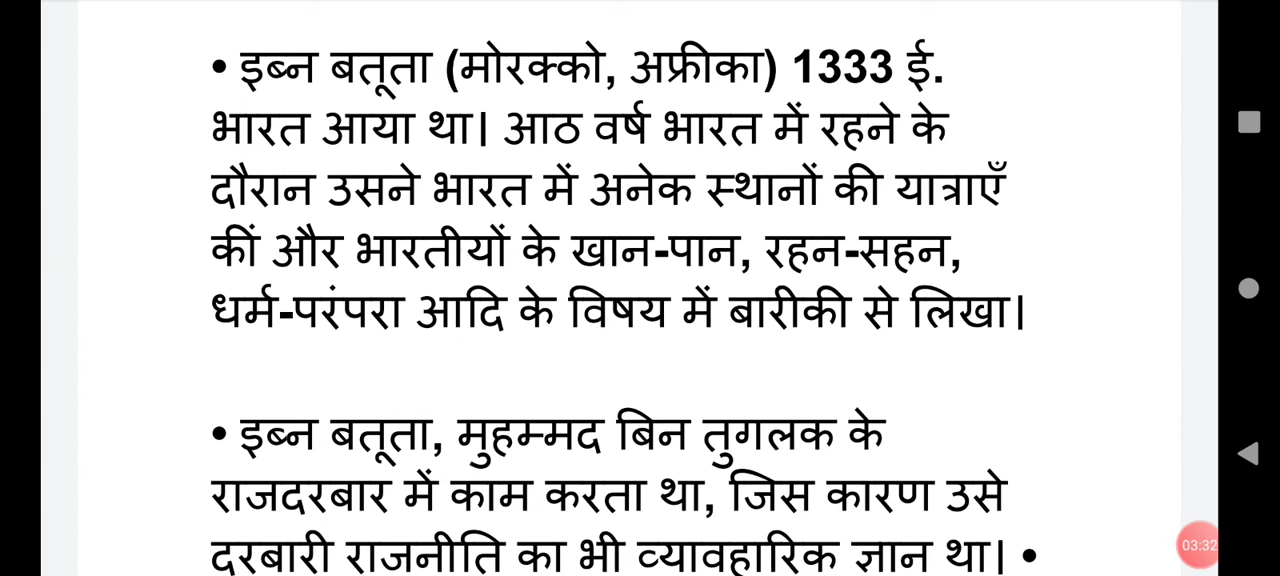 • इब्न बतूता (मोरक्को, अफ्रीका) 1333 ई.
भारत आया था। आठ वर्ष भारत में रहने के
दौरान उसने भारत में अनेक स्थानों की यात्राएँ
कीं और भारतीयों के खान-पान, रहन-सहन,
धर्म-परंपरा आदि के विषय में बारीकी से लिखा।
• इब्न बतूता, मुहम्मद बिन तुगलक के
राजदरबार में काम करता था, जिस कारण उसे
दरबारी राजनीति का भी व्यावहारिक ज्ञान था। •
03:32